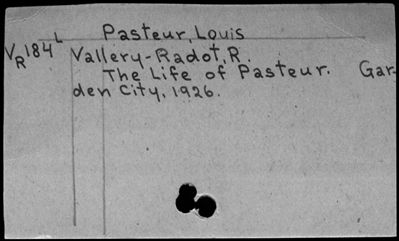 Pasteur, Louis
VR184L Vallery-Radot, R.
The Life of Pasteur. Gar-
den City, 1926.